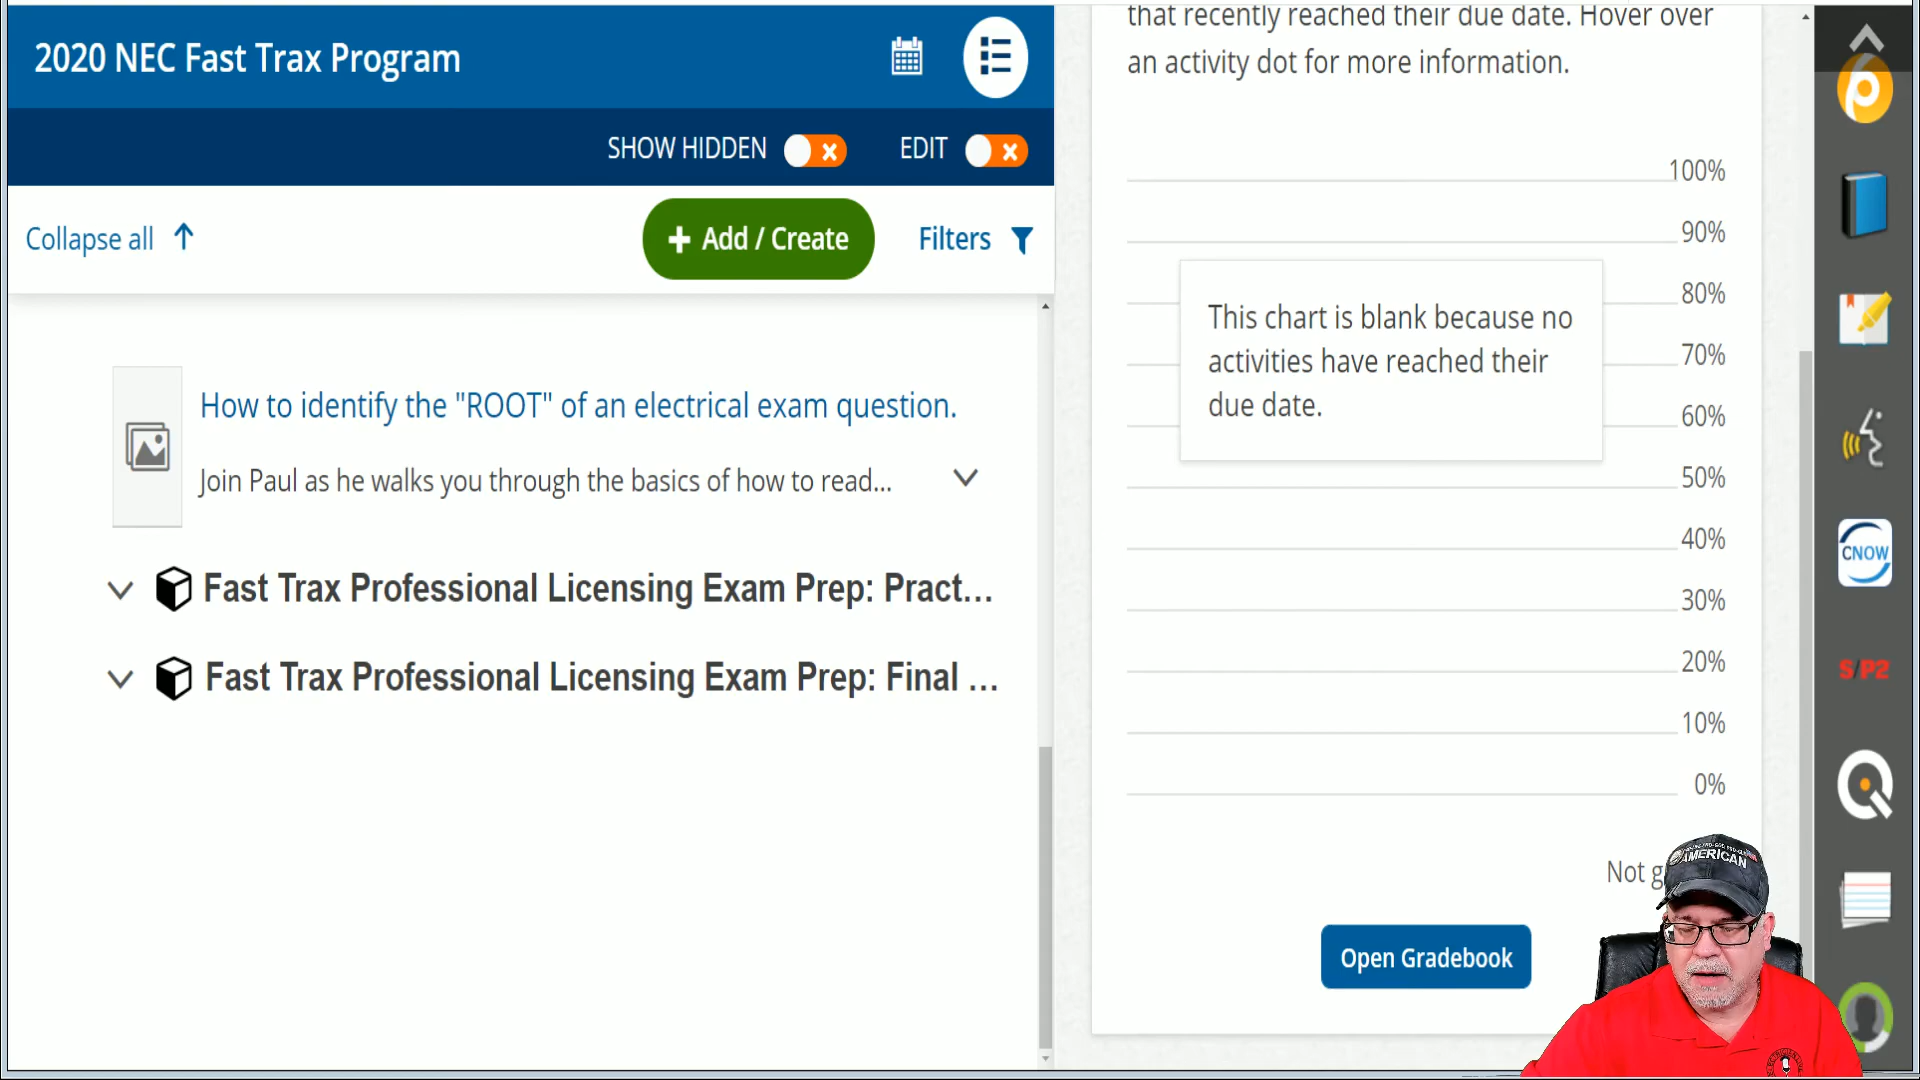 2020 NEC Fast Trax Program
SHOW HIDDEN
EDIT
Collapse all
+ Add / Create
Filters
How to identify the "ROOT" of an electrical exam question.
Join Paul as he walks you through the basics of how to read...
Fast Trax Professional Licensing Exam Prep: Pract...
Fast Trax Professional Licensing Exam Prep: Final ...
that recently reached their due date. Hover over
an activity dot for more information.
100%
90%
80%
70%
60%
50%
40%
30%
20%
10%
0%
This chart is blank because no
activities have reached their
due date.
Not g
Open Gradebook
CNOW
S/P2
AMERICAN